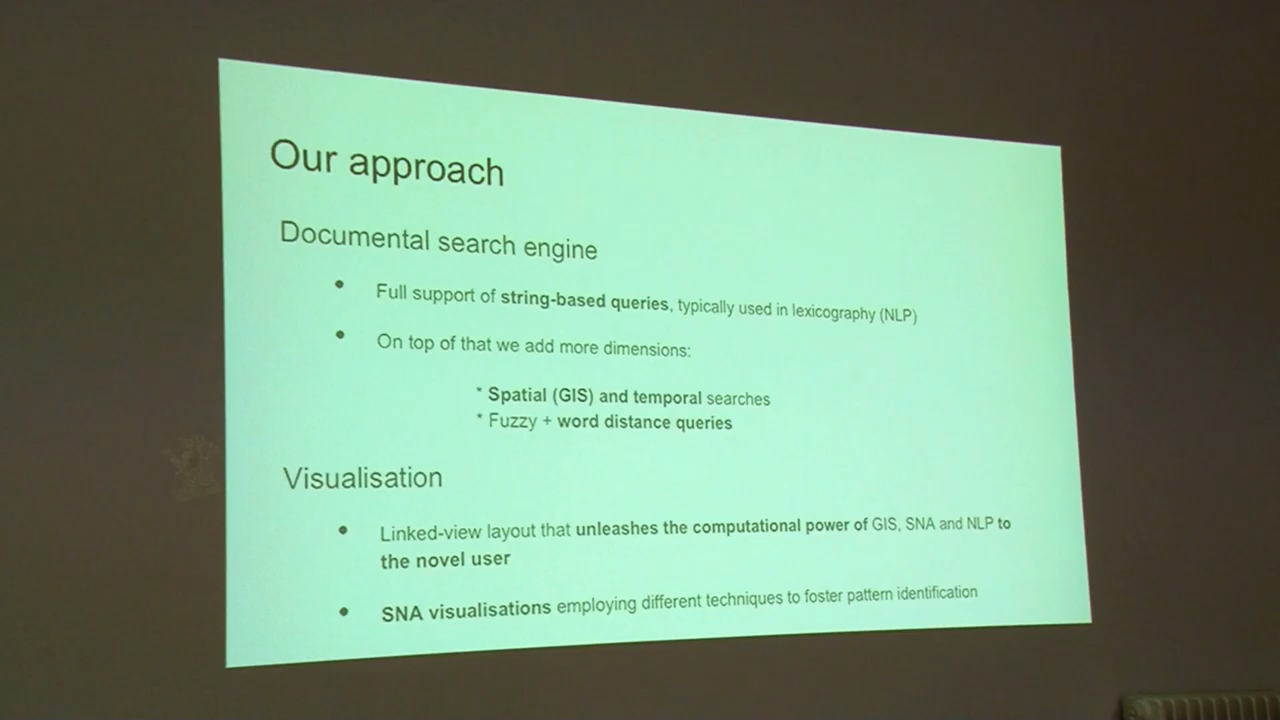 Our approach
Documental search engine
• Full support of string-based queries, typically used in lexicography (NLP)
• On top of that we add more dimensions:
* Spatial (GIS) and temporal searches
* Fuzzy + word distance queries
Visualisation
• Linked-view layout that unleashes the computational power of GIS, SNA and NLP to
the novel user
• SNA visualisations employing different techniques to foster pattern identification